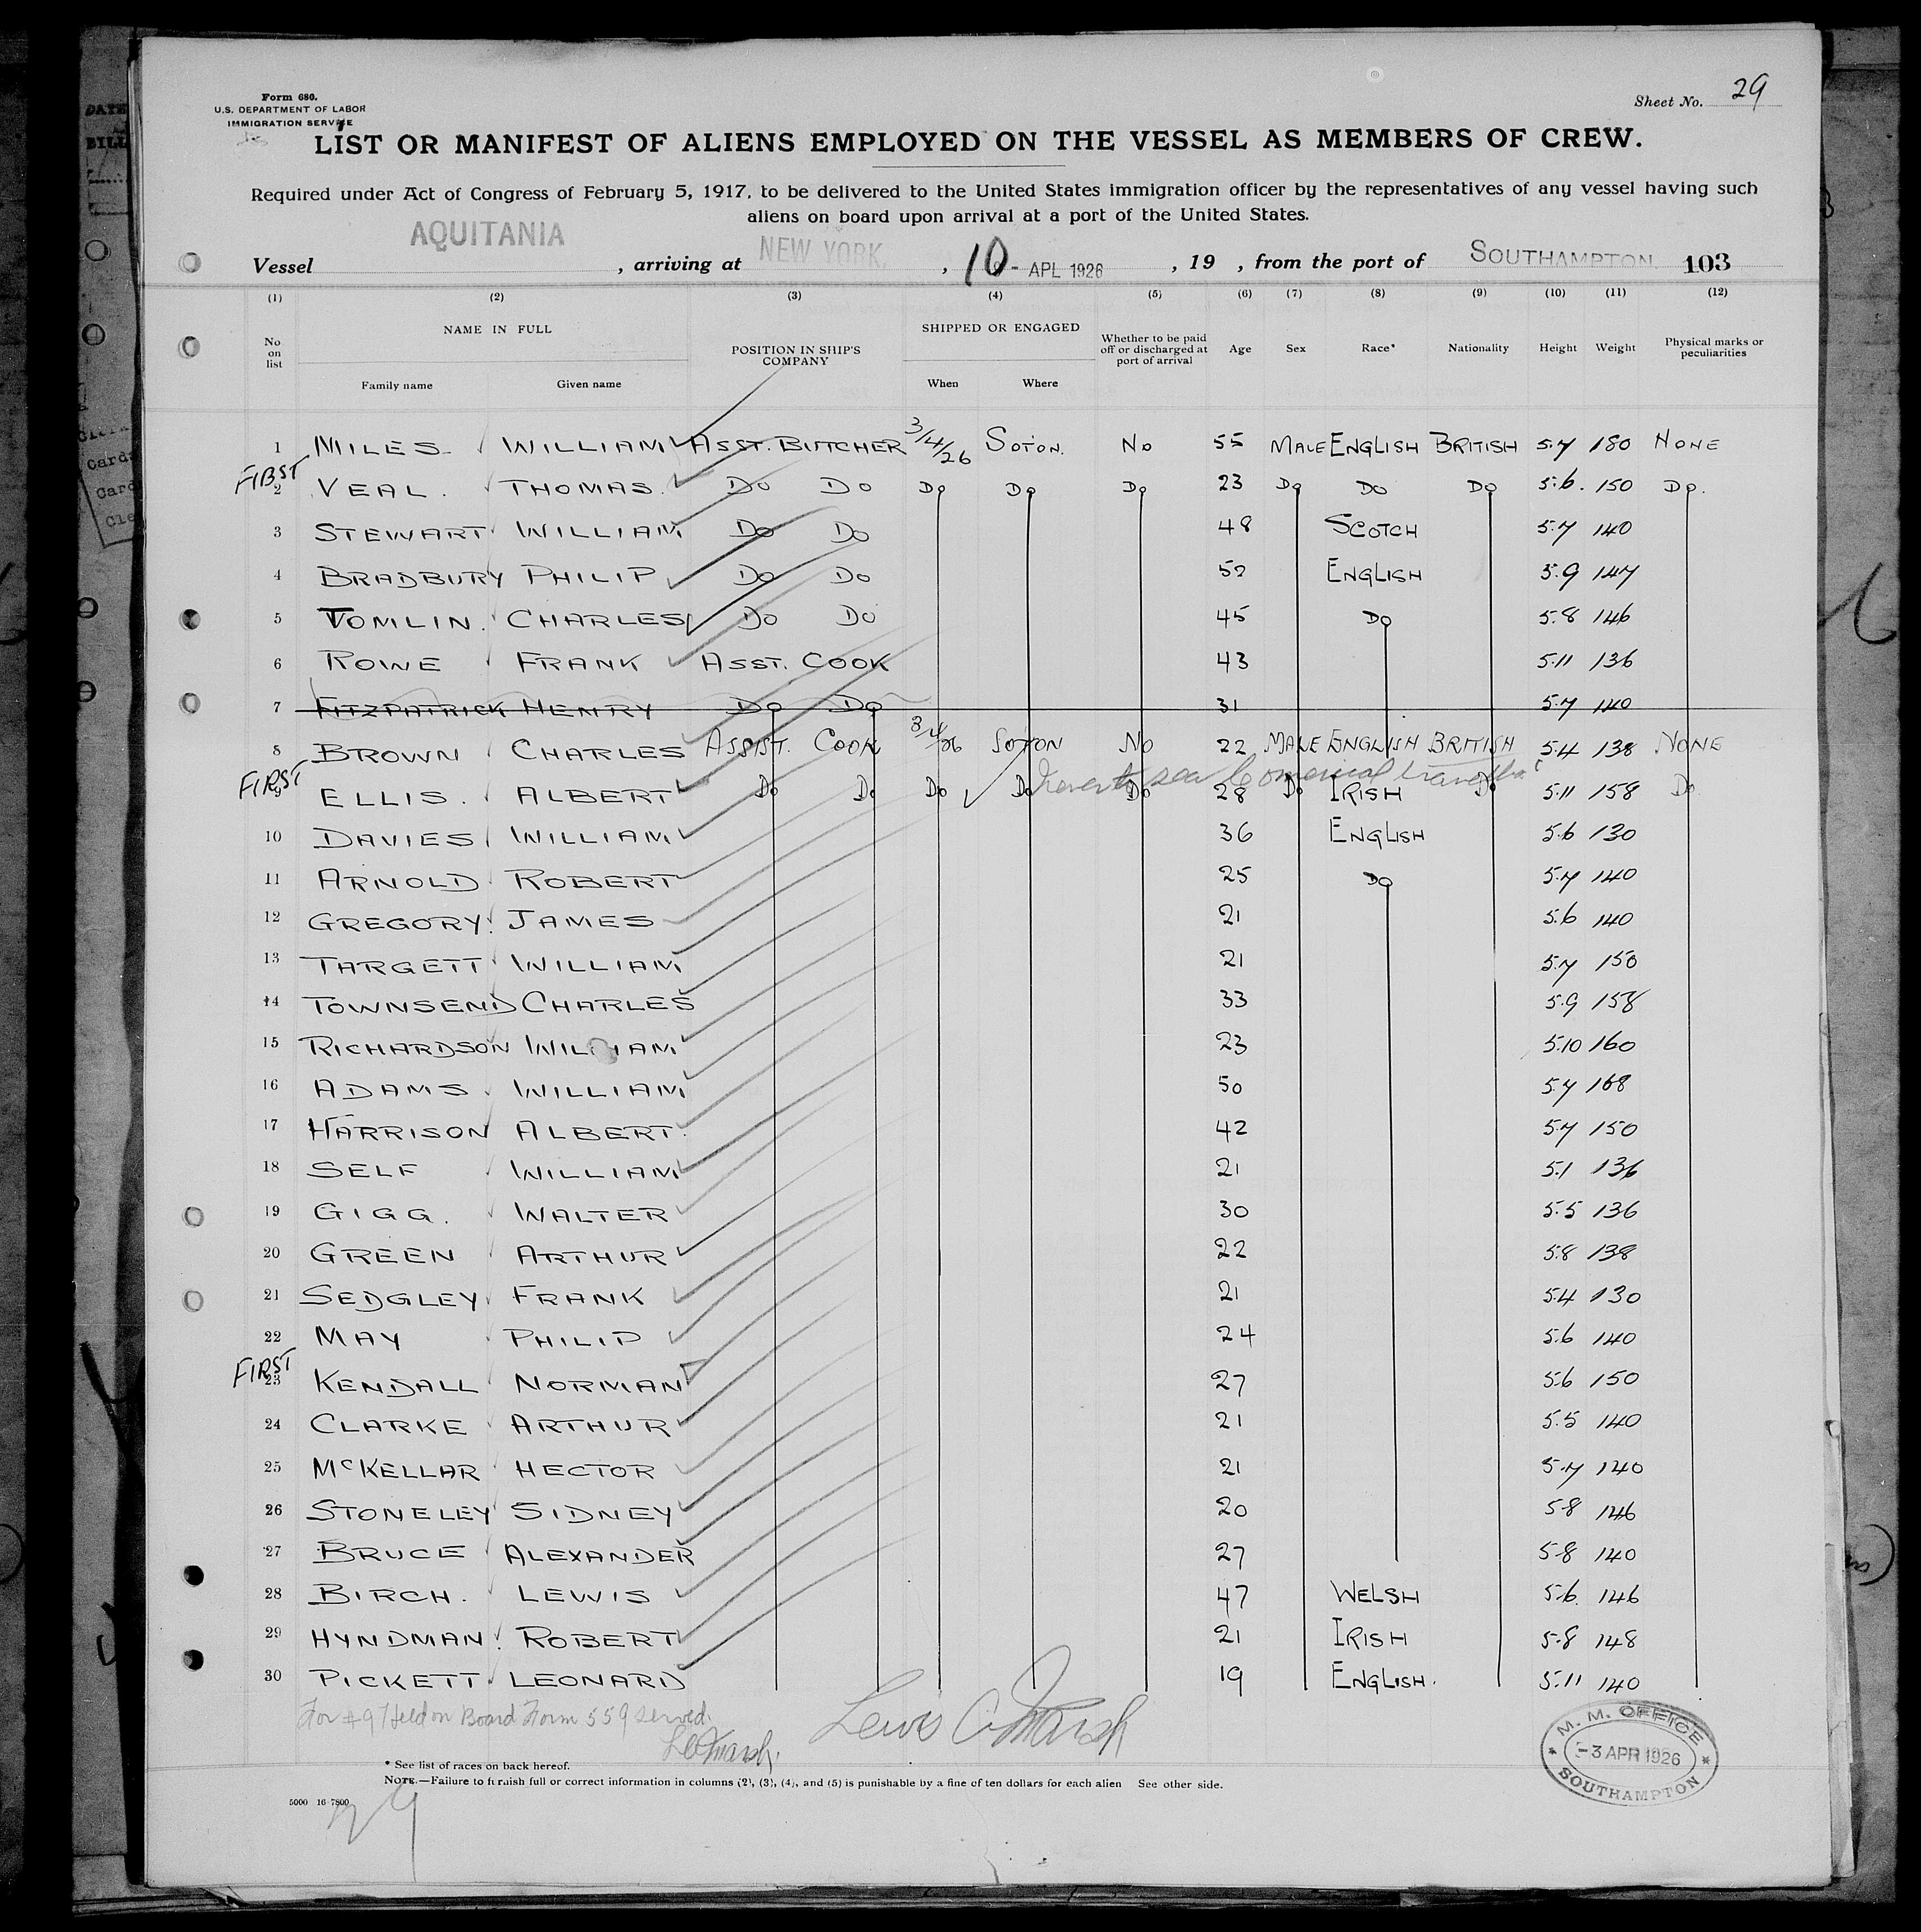 Form 680.
U.S. DEPARTMENT OF LABOR
IMMIGRATION SERVICE
Sheet No. 29
LIST OR MANIFEST OF ALIENS EMPLOYED ON THE VESSEL AS MEMBERS OF CREW.
Required under Act of Congress of February 5, 1917, to be delivered to the United States immigration officer by the representatives of any vessel having such
aliens on board upon arrival at a port of the United States.
Vessel AQUITANIA, arriving at NEW YORK, 10 - APL 1926, 19 , from the port of SOUTHAMPTON 103
(1) (2) (3) (4) (5) (6) (7) (8) (9) (10) (11) (12)
No on list NAME IN FULL Family name Given name POSITION IN SHIP'S COMPANY SHIPPED OR ENGAGED When Where Whether to be paid off or discharged at port of arrival Age Sex Race* Nationality Height Weight Physical marks or peculiarities
1 MILES WILLIAM ASST. BUTCHER 3/4/26 SOTON. NO 55 MALE ENGLISH BRITISH 5.7 180 NONE
FIRST
2 VEAL. THOMAS. DO DO DO DO DO 23 DO DO DO 5.6. 150 DO.
3 STEWART WILLIAM DO DO 48 SCOTCH 5.7 140
4 BRADBURY PHILIP DO DO 52 ENGLISH 5.9 147
5 TOMLIN. CHARLES DO DO 45 DO 5.8 146
6 ROWE FRANK ASST. COOK 43 5.11 136
7 FITZPATRICK HENRY DO DO 31 5.7 140
8 BROWN CHARLES ASSIST. COOK 3/4/26 SOTON NO 22 MALE ENGLISH BRITISH 5.4 138 NONE
FIRST
9 ELLIS. ALBERT DO DO DO DO DO 28 DO IRISH DO 5.11 158 DO
10 DAVIES WILLIAM 36 ENGLISH 5.6 130
11 ARNOLD ROBERT 25 DO 5.7 140
12 GREGORY. JAMES 21 5.6 140
13 TARGETT WILLIAM 21 5.7 150
14 TOWNSEND CHARLES 33 5.9 158
15 RICHARDSON WILLIAM 23 5.10 160
16 ADAMS WILLIAM 50 5.7 168
17 HARRISON ALBERT. 42 5.7 150
18 SELF WILLIAM 21 5.1 136
19 GIGG. WALTER 30 5.5 136
20 GREEN ARTHUR 22 5.8 138
21 SEDGLEY FRANK 21 5.4 130
22 MAY PHILIP 24 5.6 140
FIRST
23 KENDALL NORMAN 27 5.6 150
24 CLARKE ARTHUR 21 5.5 140
25 McKELLAR HECTOR 21 5.7 140
26 STONELEY SIDNEY 20 5.8 146
27 BRUCE ALEXANDER 27 5.8 140
28 BIRCH. LEWIS 47 WELSH 5.6. 146
29 HYNDMAN. ROBERT 21 IRISH 5.8 148
30 PICKETT LEONARD 19 ENGLISH. 5.11 140
For #9 Held on Board Form 559 served.
Lewis C. Marsh
* See list of races on back hereof.
NOTE.—Failure to furnish full or correct information in columns (2), (3), (4), and (5) is punishable by a fine of ten dollars for each alien See other side.
5000 16-7800
29
M. M. OFFICE
- 3 APR 1926
SOUTHAMPTON